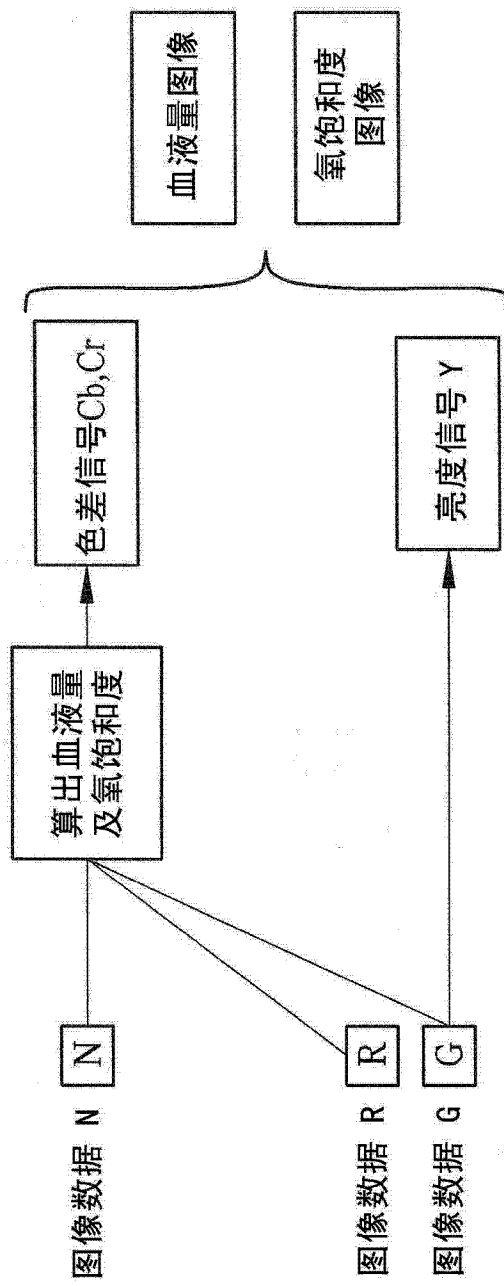 图像数据 N
N
算出血液量
及氧饱和度
色差信号Cb,Cr
血液量图像
氧饱和度
图像
图像数据 R
R
图像数据 G
G
亮度信号 Y